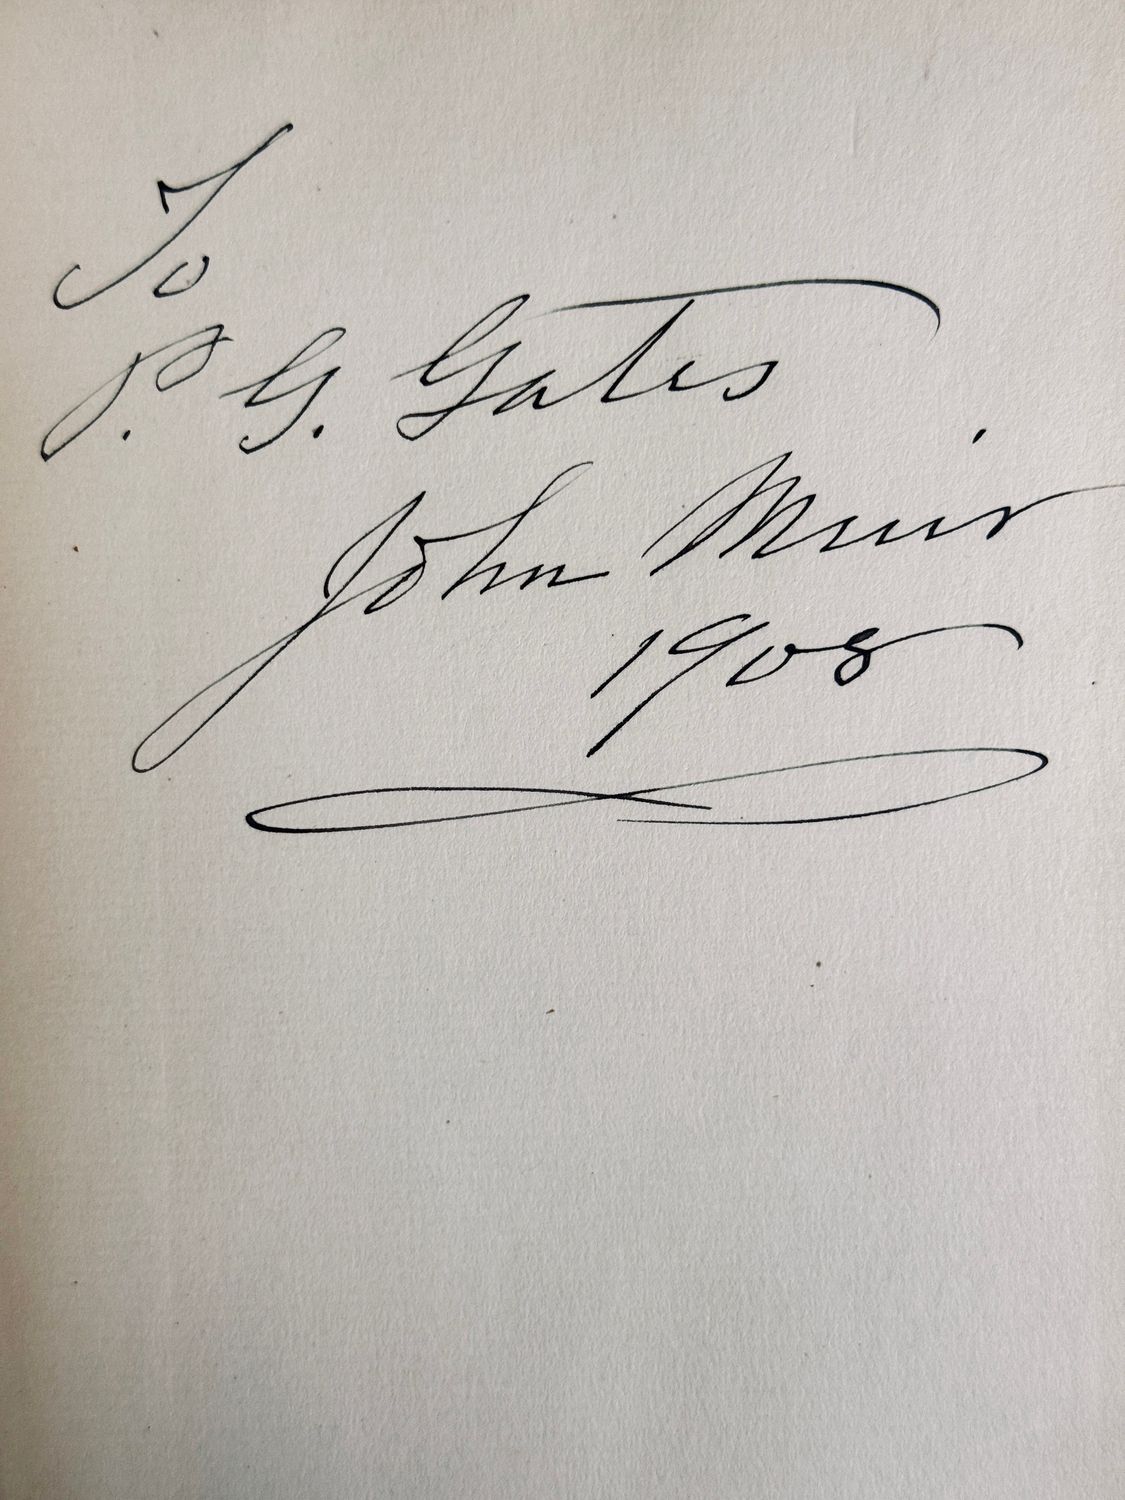 To
P. G. Gates
John Muir
1908